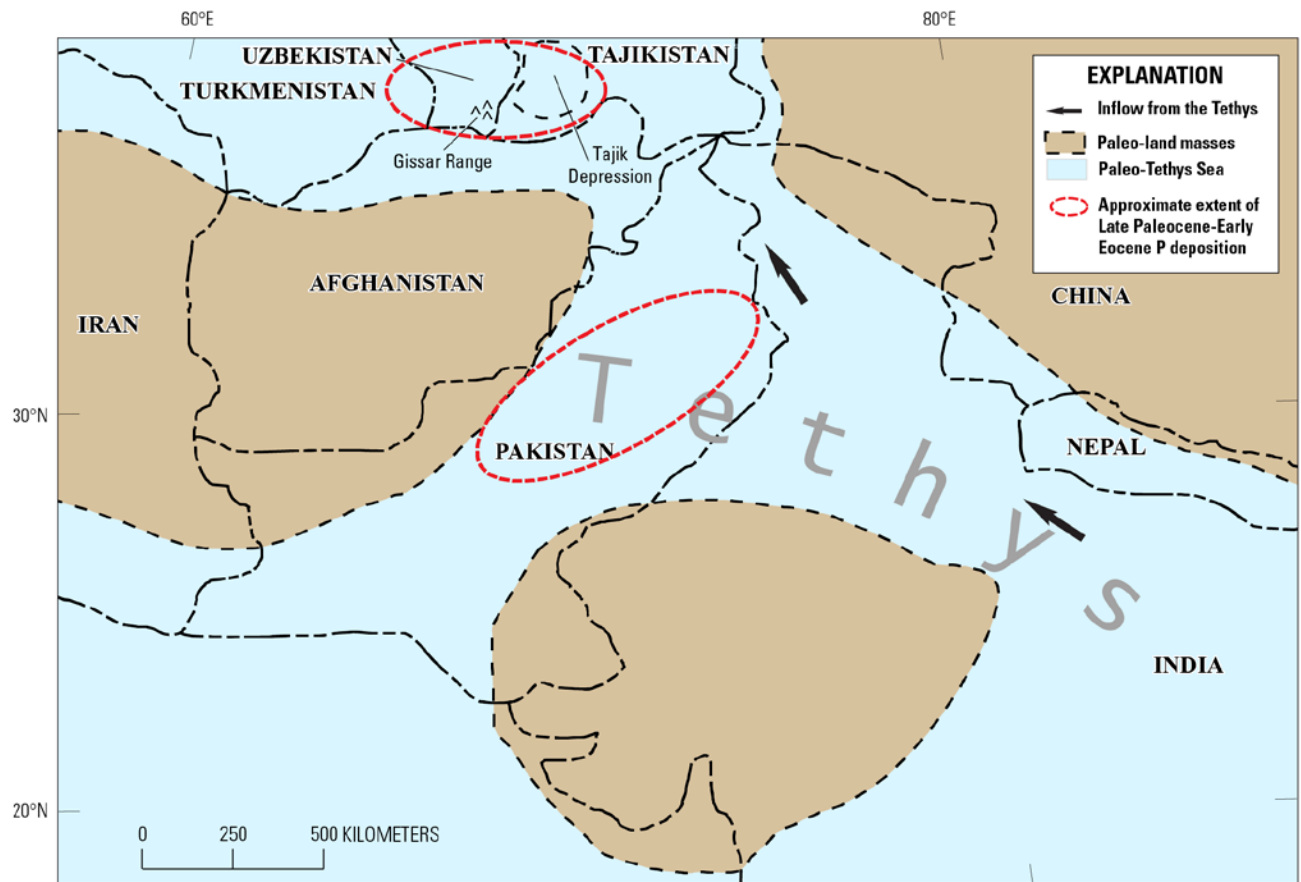 60°E
80°E
UZBEKISTAN
TAJIKISTAN
TURKMENISTAN
Gissar Range
Tajik
Depression
EXPLANATION
Inflow from the Tethys
Paleo-land masses
Paleo-Tethys Sea
Approximate extent of
Late Paleocene-Early
Eocene P deposition
AFGHANISTAN
CHINA
IRAN
30°N
Tethys
PAKISTAN
NEPAL
INDIA
20°N
0 250 500 KILOMETERS